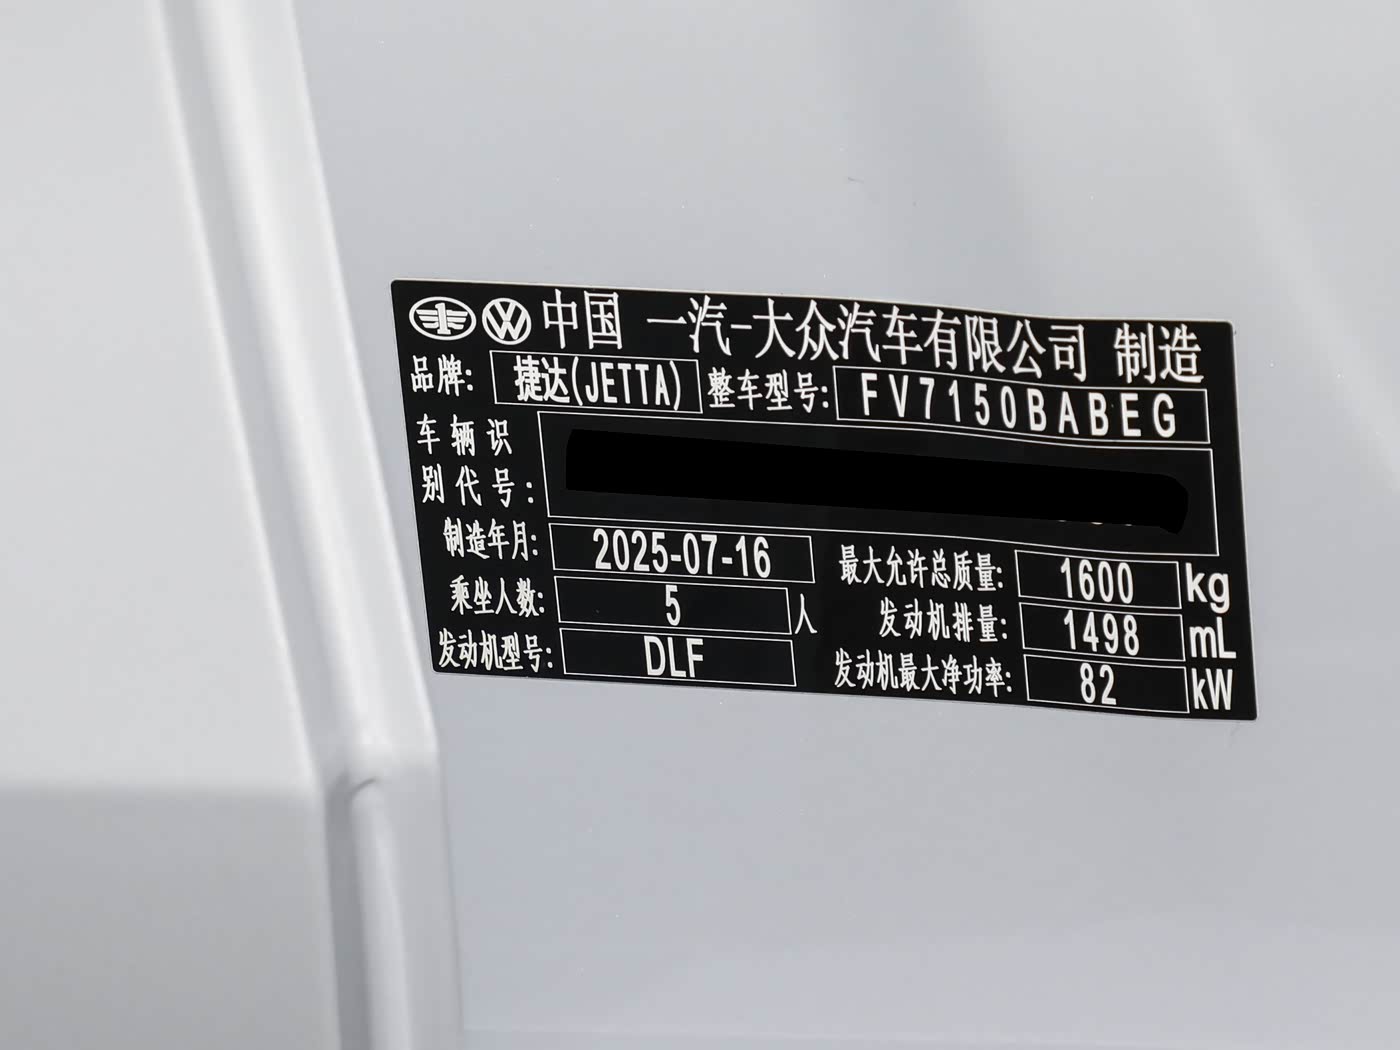 中国 一汽-大众汽车有限公司 制造
品牌: 捷达(JETTA) 整车型号: FV7150BABEG
车辆识
别代号:
制造年月: 2025-07-16 最大允许总质量: 1600 kg
乘坐人数: 5 人 发动机排量: 1498 mL
发动机型号: DLF 发动机最大净功率: 82 kW